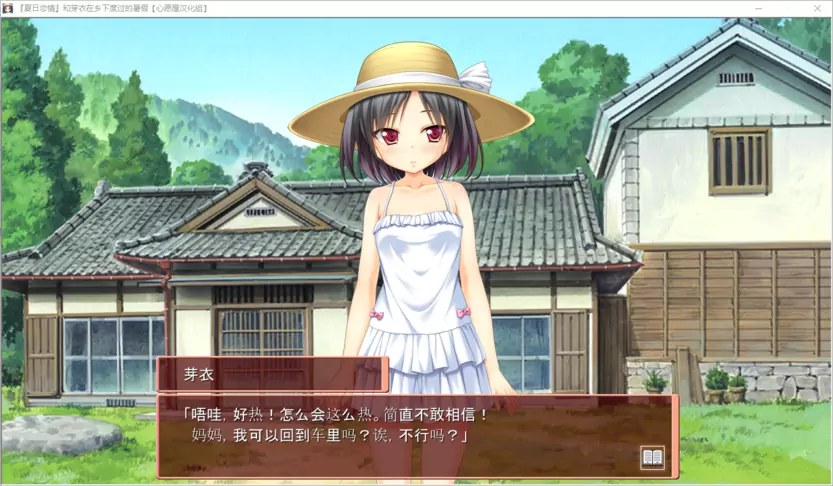 『夏日恋情』和芽衣在乡下度过的暑假【心愿屋汉化组】
芽衣
「唔哇，好热！怎么会这么热。简直不敢相信！
妈妈，我可以回到车里吗？诶，不行吗？」